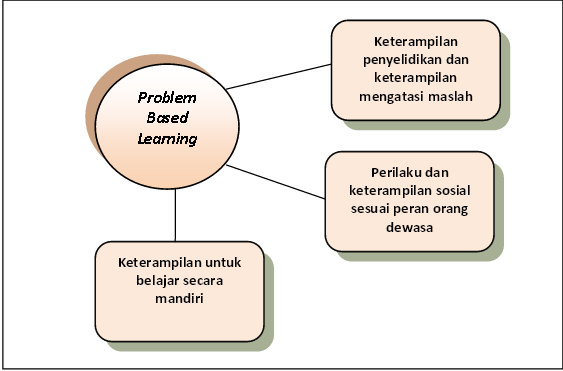 Problem
Based
Learning
Keterampilan
penyelidikan dan
keterampilan
mengatasi maslah
Perilaku dan
keterampilan sosial
sesuai peran orang
dewasa
Keterampilan untuk
belajar secara
mandiri